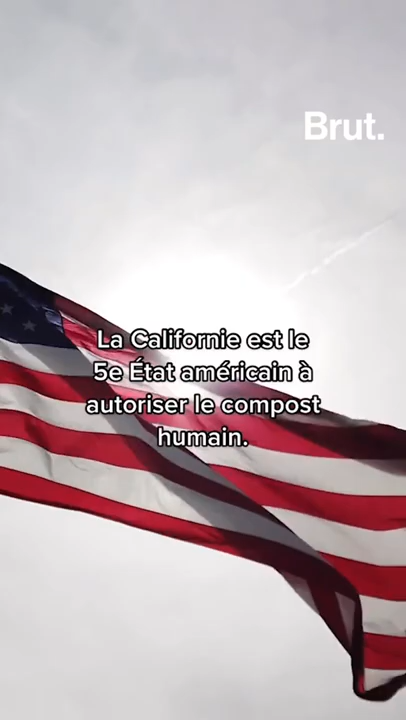 Brut.
La Californie est le
5e État américain à
autoriser le compost
humain.